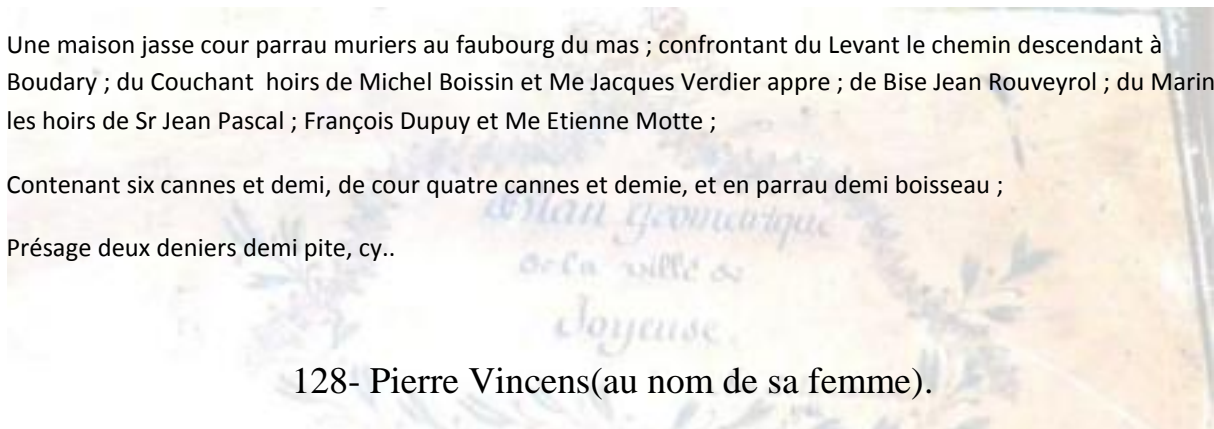 Une maison jasse cour parrau muriers au faubourg du mas ; confrontant du Levant le chemin descendant à
Boudary ; du Couchant  hoirs de Michel Boissin et Me Jacques Verdier appre ; de Bise Jean Rouveyrol ; du Marin
les hoirs de Sr Jean Pascal ; François Dupuy et Me Etienne Motte ;
Contenant six cannes et demi, de cour quatre cannes et demie, et en parrau demi boisseau ;
Plan geometrique
Présage deux deniers demi pite, cy..
de la ville de
Joyeuse.
128- Pierre Vincens(au nom de sa femme).